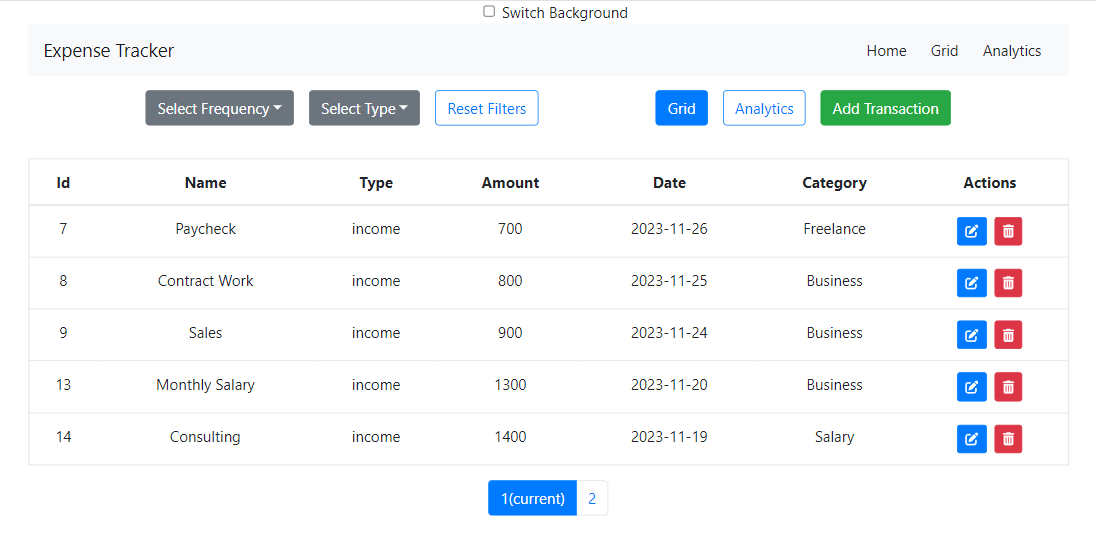 Switch Background
Expense Tracker Home Grid Analytics
Select Frequency Select Type Reset Filters Grid Analytics Add Transaction
Id Name Type Amount Date Category Actions
7 Paycheck income 700 2023-11-26 Freelance
8 Contract Work income 800 2023-11-25 Business
9 Sales income 900 2023-11-24 Business
13 Monthly Salary income 1300 2023-11-20 Business
14 Consulting income 1400 2023-11-19 Salary
1(current) 2